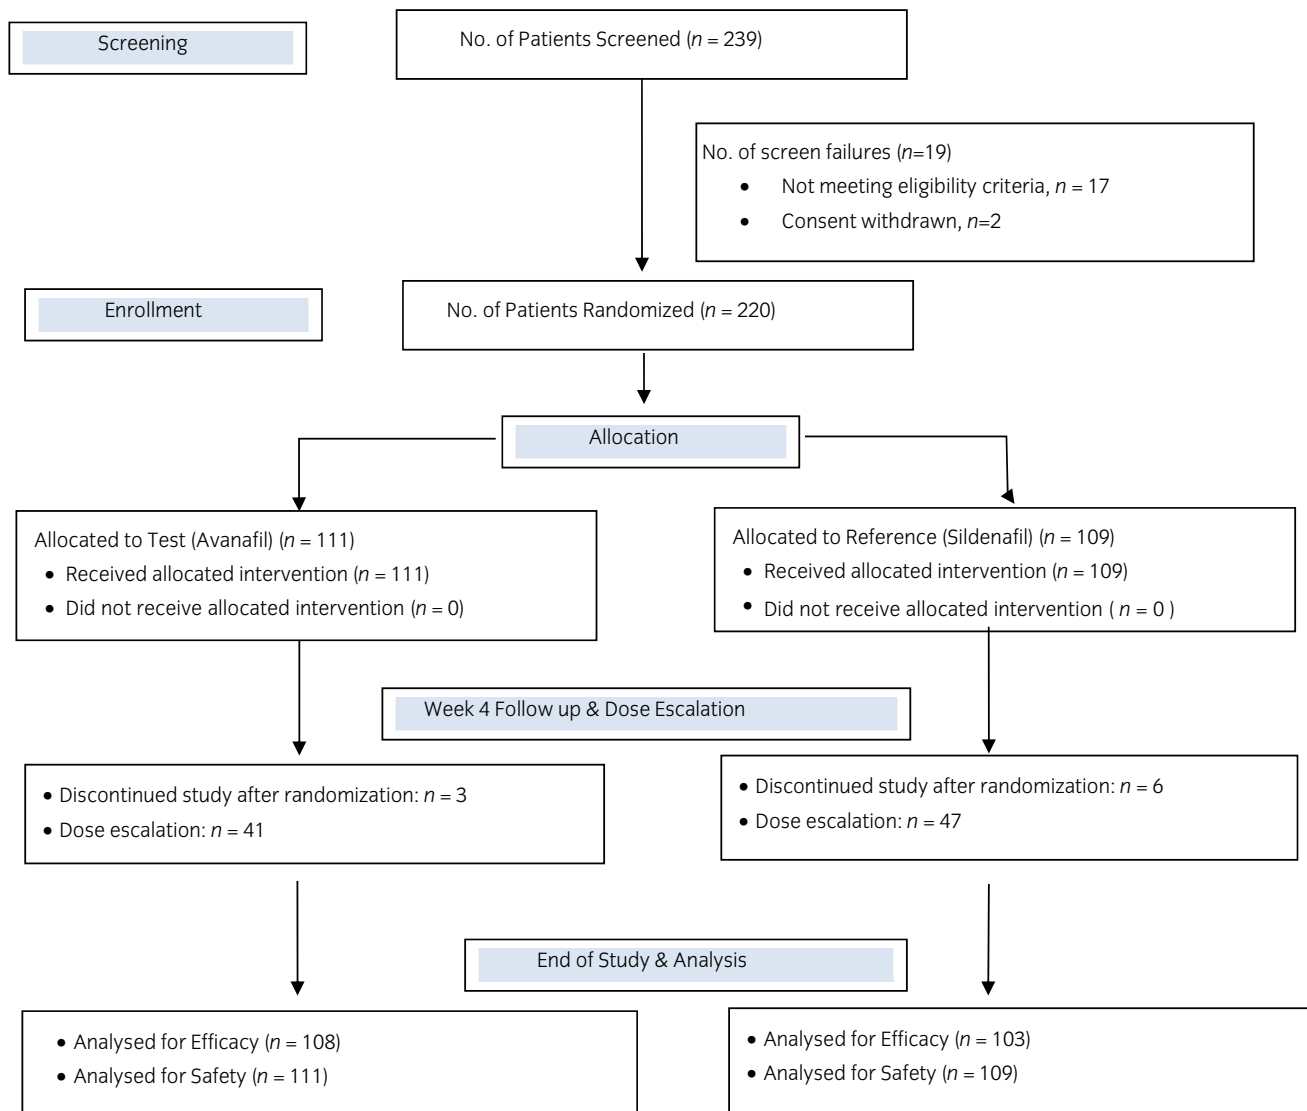 Screening
No. of Patients Screened (n = 239)
No. of screen failures (n=19)
• Not meeting eligibility criteria, n = 17
• Consent withdrawn, n=2
Enrollment
No. of Patients Randomized (n = 220)
Allocation
Allocated to Test (Avanafil) (n = 111)
• Received allocated intervention (n = 111)
• Did not receive allocated intervention (n = 0)
Allocated to Reference (Sildenafil) (n = 109)
• Received allocated intervention (n = 109)
• Did not receive allocated intervention ( n = 0 )
Week 4 Follow up & Dose Escalation
• Discontinued study after randomization: n = 3
• Dose escalation: n = 41
• Discontinued study after randomization: n = 6
• Dose escalation: n = 47
End of Study & Analysis
• Analysed for Efficacy (n = 108)
• Analysed for Safety (n = 111)
• Analysed for Efficacy (n = 103)
• Analysed for Safety (n = 109)